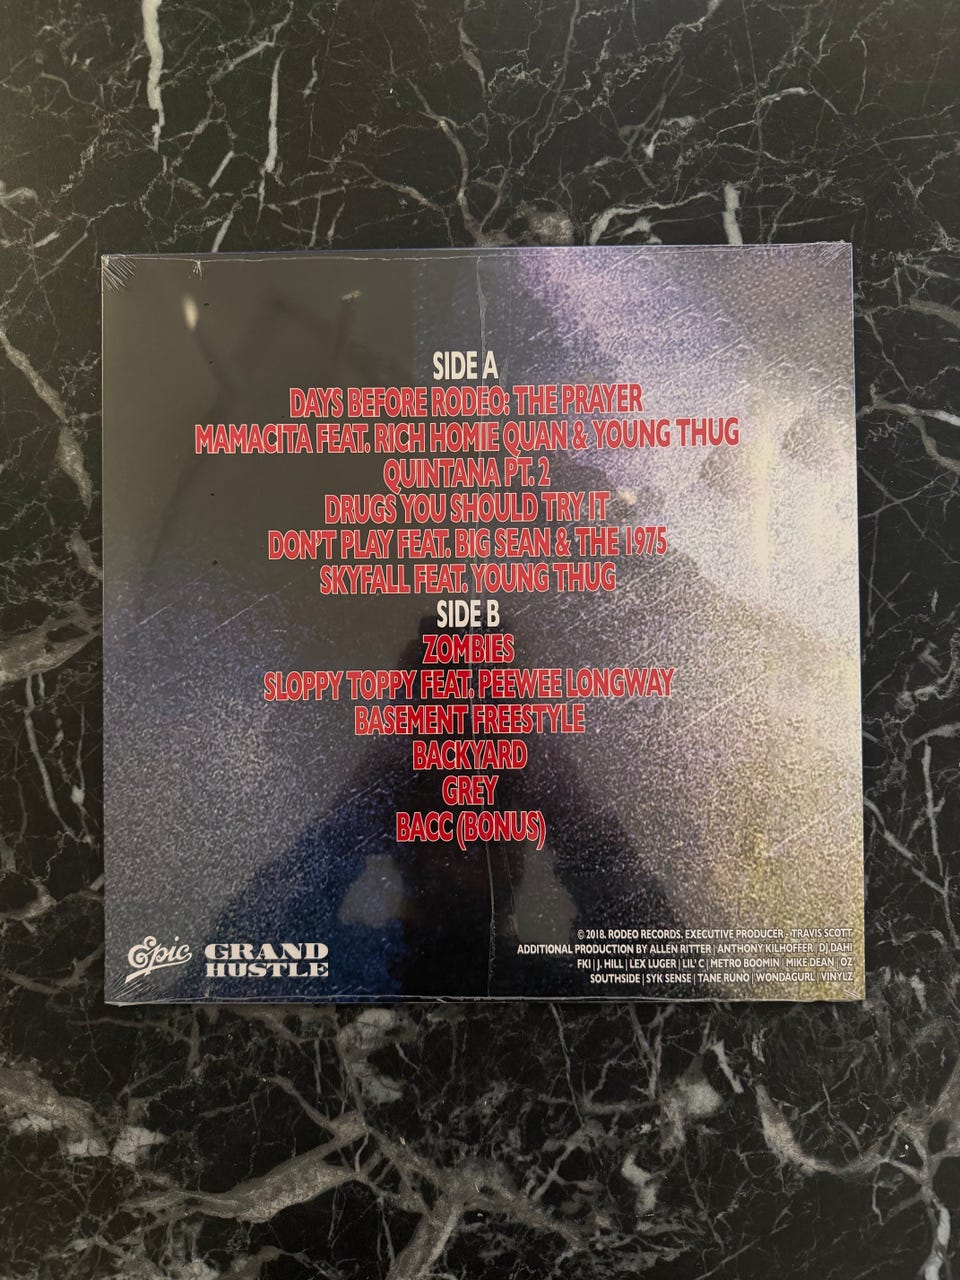 SIDE A
DAYS BEFORE RODEO: THE PRAYER
MAMACITA FEAT. RICH HOMIE QUAN & YOUNG THUG
QUINTANA PT. 2
DRUGS YOU SHOULD TRY IT
DON'T PLAY FEAT. BIG SEAN & THE 1975
SKYFALL FEAT. YOUNG THUG
SIDE B
ZOMBIES
SLOPPY TOPPY FEAT. PEEWEE LONGWAY
BASEMENT FREESTYLE
BACKYARD
GREY
BACC (BONUS)
Epic
GRAND
HUSTLE
© 2018. RODEO RECORDS. EXECUTIVE PRODUCER - TRAVIS SCOTT
ADDITIONAL PRODUCTION BY ALLEN RITTER | ANTHONY KILHOFFER | DJ DAHI
FKI | J. HILL | LEX LUGER | LIL' C | METRO BOOMIN | MIKE DEAN | OZ
SOUTHSIDE | SYK SENSE | TANE RUNO | WONDAGURL | VINYLZ